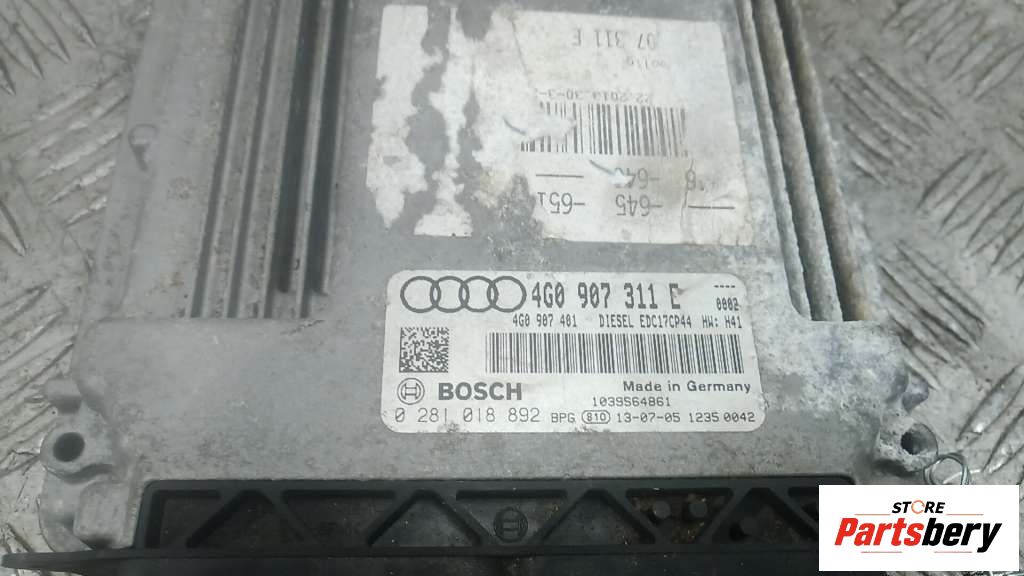 07 311 E
-64
-645
-651
4G0 907 311 E ----
0002
4G0 907 401 DIESEL EDC17CP44 HW: H41
BOSCH
Made in Germany
1039S64861
0 281 018 892 BPG 810 13-07-05 1235 0042
STORE
Partsbery